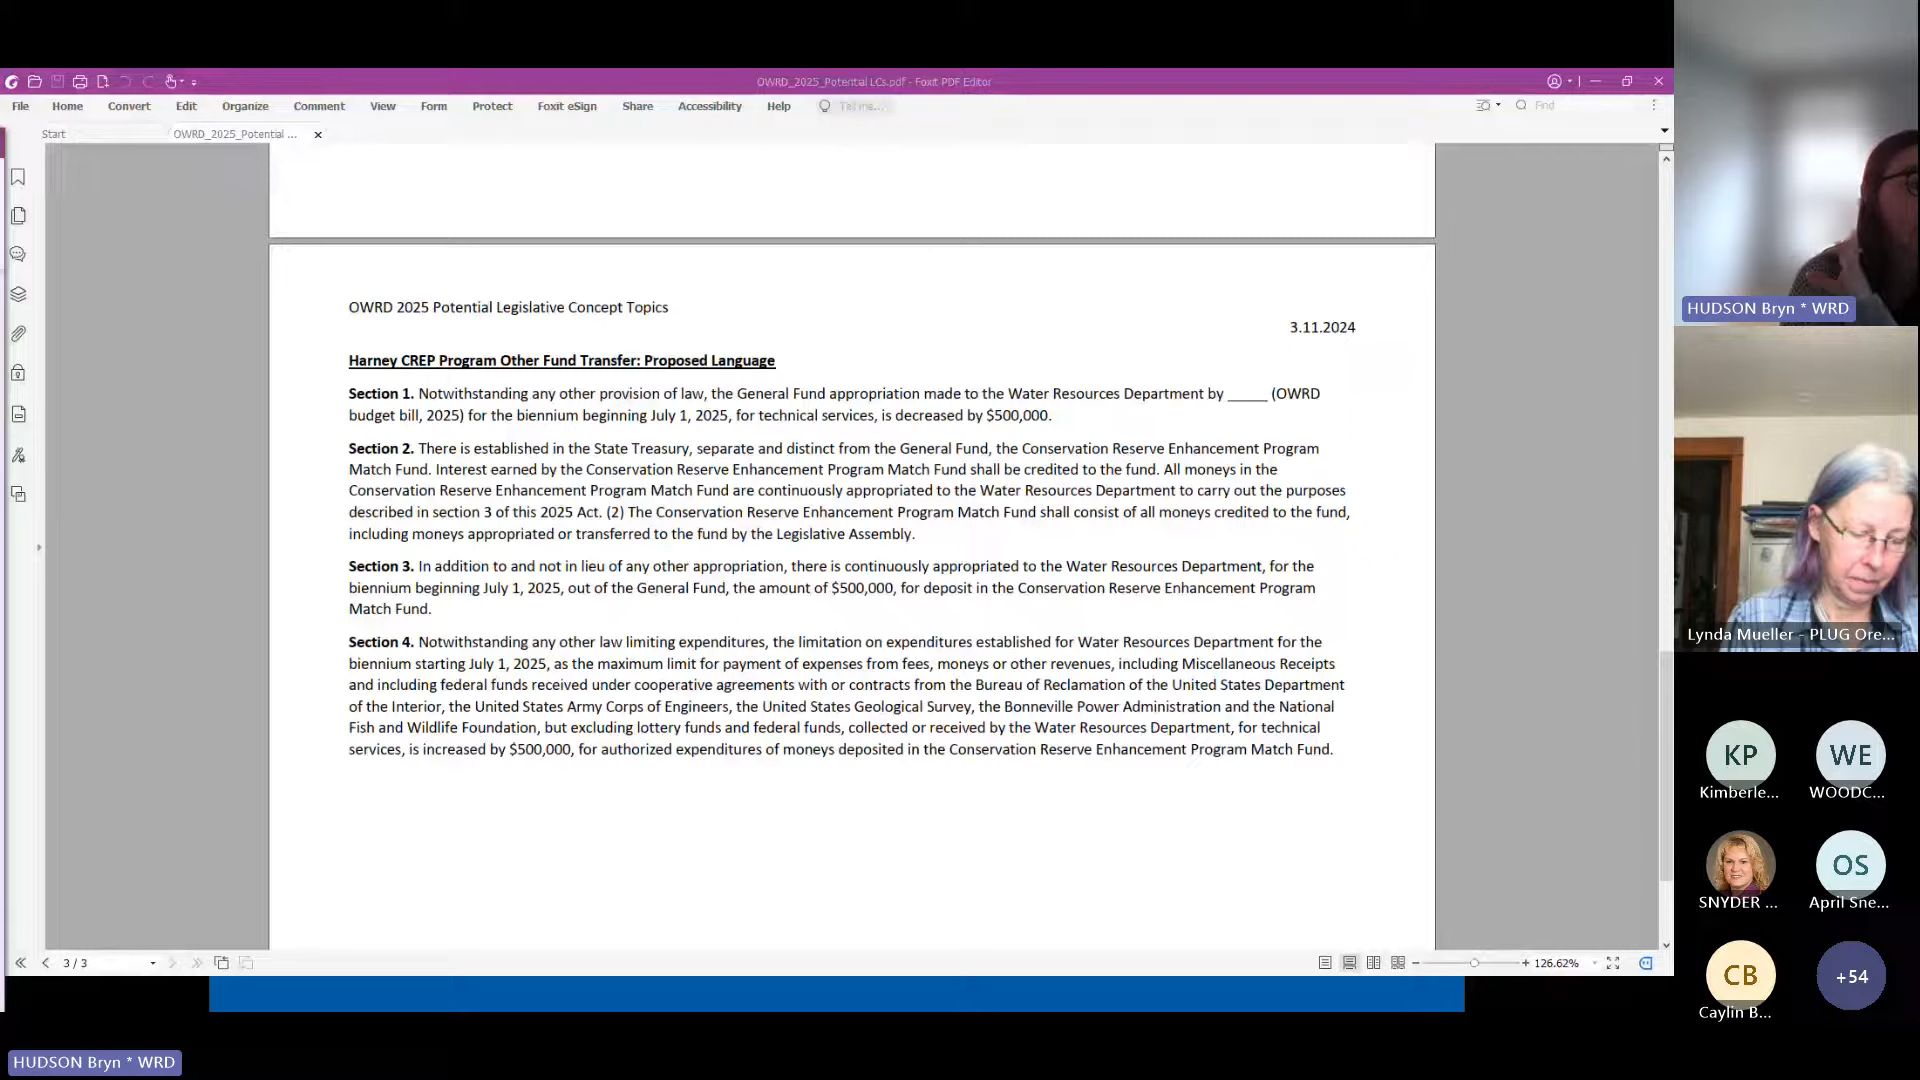 OWRD_2025_Potential LCs.pdf - Foxit PDF Editor
File Home Convert Edit Organize Comment View Form Protect Foxit eSign Share Accessibility Help Tell me... Find
Start OWRD_2025_Potential ...
OWRD 2025 Potential Legislative Concept Topics
3.11.2024
Harney CREP Program Other Fund Transfer: Proposed Language
Section 1. Notwithstanding any other provision of law, the General Fund appropriation made to the Water Resources Department by _____ (OWRD
budget bill, 2025) for the biennium beginning July 1, 2025, for technical services, is decreased by $500,000.
Section 2. There is established in the State Treasury, separate and distinct from the General Fund, the Conservation Reserve Enhancement Program
Match Fund. Interest earned by the Conservation Reserve Enhancement Program Match Fund shall be credited to the fund. All moneys in the
Conservation Reserve Enhancement Program Match Fund are continuously appropriated to the Water Resources Department to carry out the purposes
described in section 3 of this 2025 Act. (2) The Conservation Reserve Enhancement Program Match Fund shall consist of all moneys credited to the fund,
including moneys appropriated or transferred to the fund by the Legislative Assembly.
Section 3. In addition to and not in lieu of any other appropriation, there is continuously appropriated to the Water Resources Department, for the
biennium beginning July 1, 2025, out of the General Fund, the amount of $500,000, for deposit in the Conservation Reserve Enhancement Program
Match Fund.
Section 4. Notwithstanding any other law limiting expenditures, the limitation on expenditures established for Water Resources Department for the
biennium starting July 1, 2025, as the maximum limit for payment of expenses from fees, moneys or other revenues, including Miscellaneous Receipts
and including federal funds received under cooperative agreements with or contracts from the Bureau of Reclamation of the United States Department
of the Interior, the United States Army Corps of Engineers, the United States Geological Survey, the Bonneville Power Administration and the National
Fish and Wildlife Foundation, but excluding lottery funds and federal funds, collected or received by the Water Resources Department, for technical
services, is increased by $500,000, for authorized expenditures of moneys deposited in the Conservation Reserve Enhancement Program Match Fund.
3 / 3
126.62%
HUDSON Bryn * WRD
HUDSON Bryn * WRD
Lynda Mueller - PLUG Ore...
KP WE
Kimberle... WOODC...
OS
SNYDER ... April Sne...
CB +54
Caylin B...